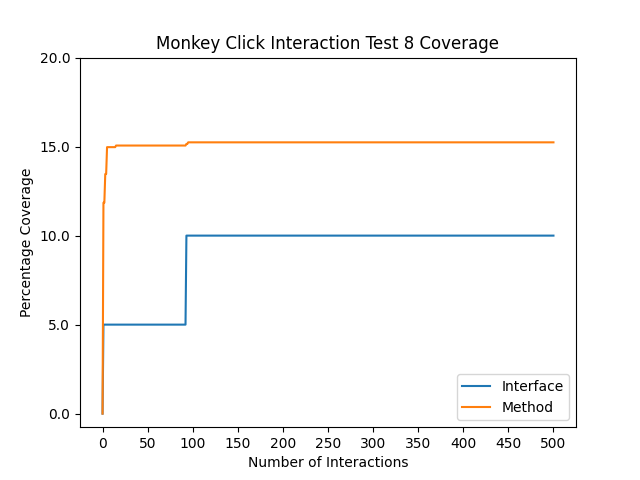 Monkey Click Interaction Test 8 Coverage
20.0
15.0
10.0
5.0
0.0
Percentage Coverage
Interface
Method
0 50 100 150 200 250 300 350 400 450 500
Number of Interactions